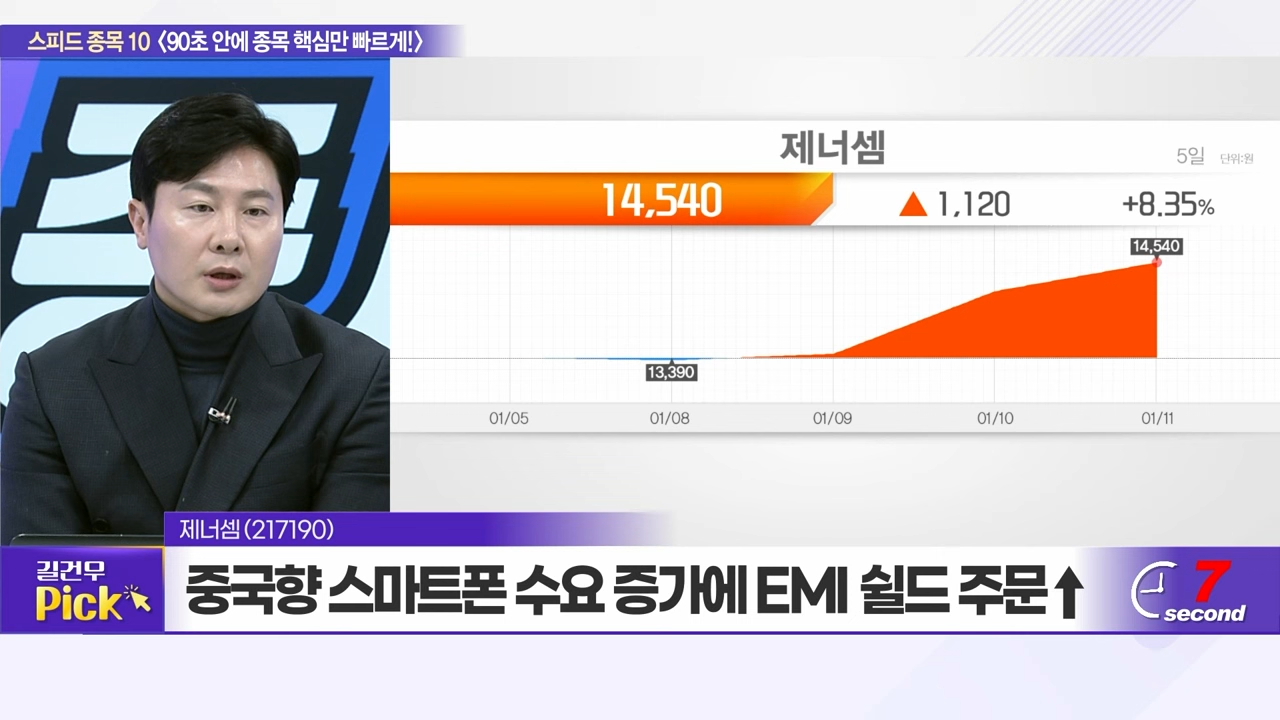 스피드 종목 10 〈90초 안에 종목 핵심만 빠르게!〉
제너셈
5일 단위:원
14,540 ▲ 1,120 +8.35%
14,540
13,390
01/05 01/08 01/09 01/10 01/11
제너셈(217190)
길건무
Pick
중국향 스마트폰 수요 증가에 EMI 쉴드 주문↑
7
second